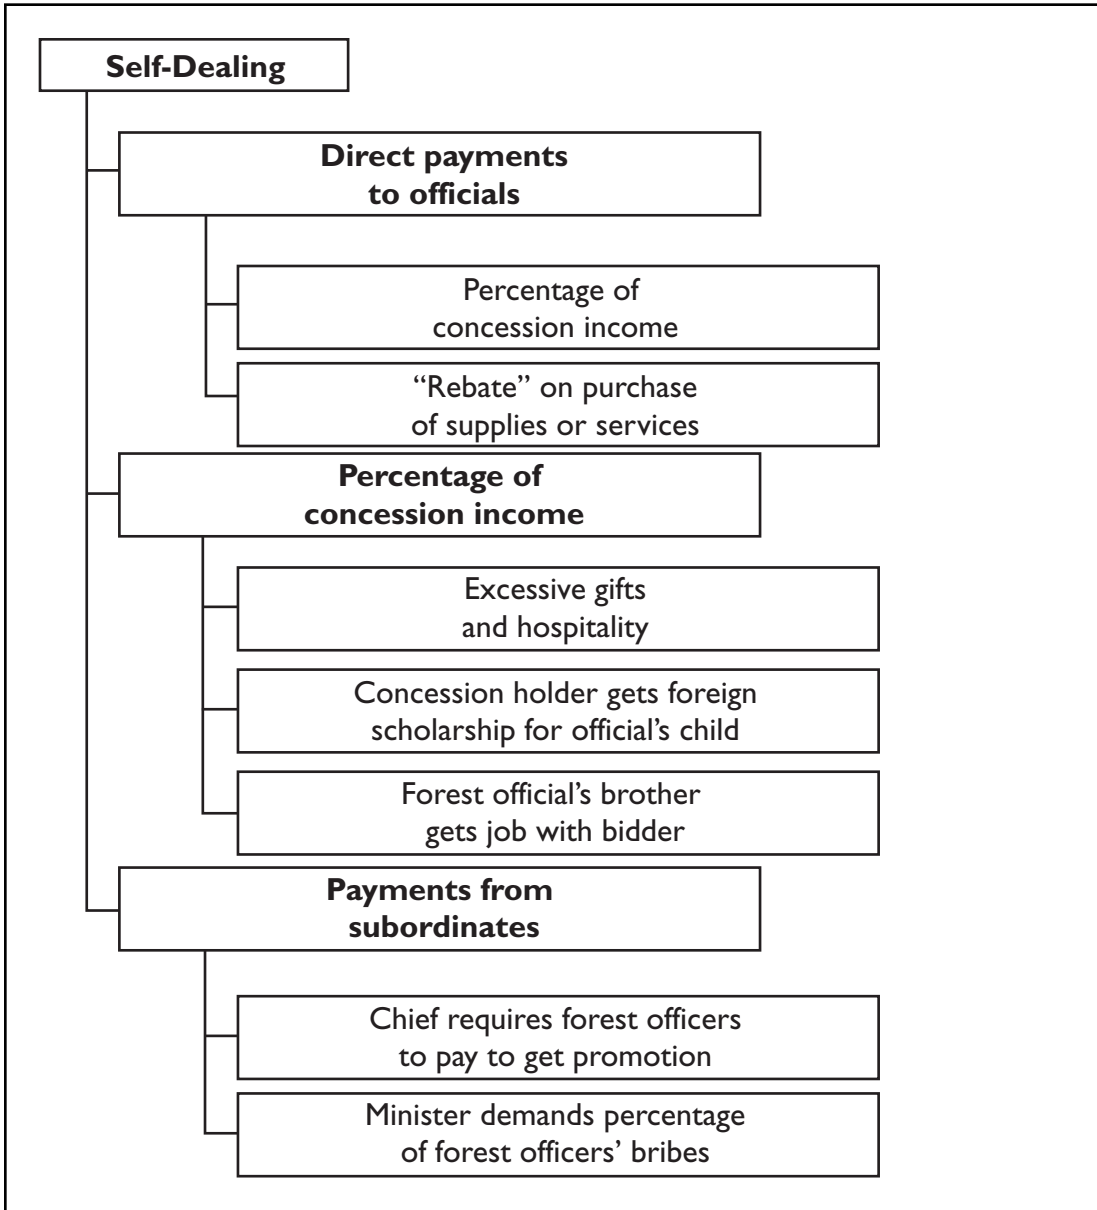 Self-Dealing
Direct payments
to officials
Percentage of
concession income
“Rebate” on purchase
of supplies or services
Percentage of
concession income
Excessive gifts
and hospitality
Concession holder gets foreign
scholarship for official’s child
Forest official’s brother
gets job with bidder
Payments from
subordinates
Chief requires forest officers
to pay to get promotion
Minister demands percentage
of forest officers’ bribes